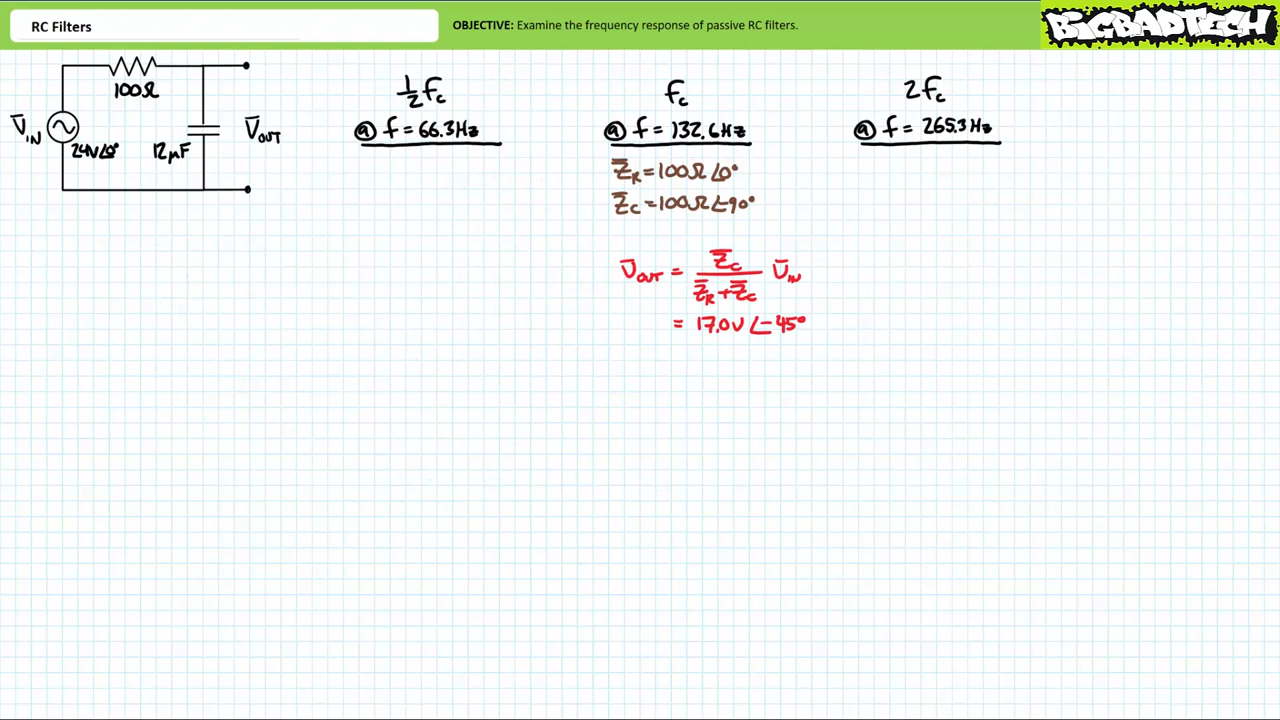 RC Filters
OBJECTIVE: Examine the frequency response of passive RC filters.
BIGBADTECH
100Ω
V̅IN
24V∠0°
12μF
V̅OUT
½fc
@ f = 66.3Hz
fc
@ f = 132.6Hz
Z̅R = 100Ω∠0°
Z̅C = 100Ω∠-90°
V̅OUT = Z̅C / (Z̅R + Z̅C) V̅IN
= 17.0V∠-45°
2fc
@ f = 265.3Hz